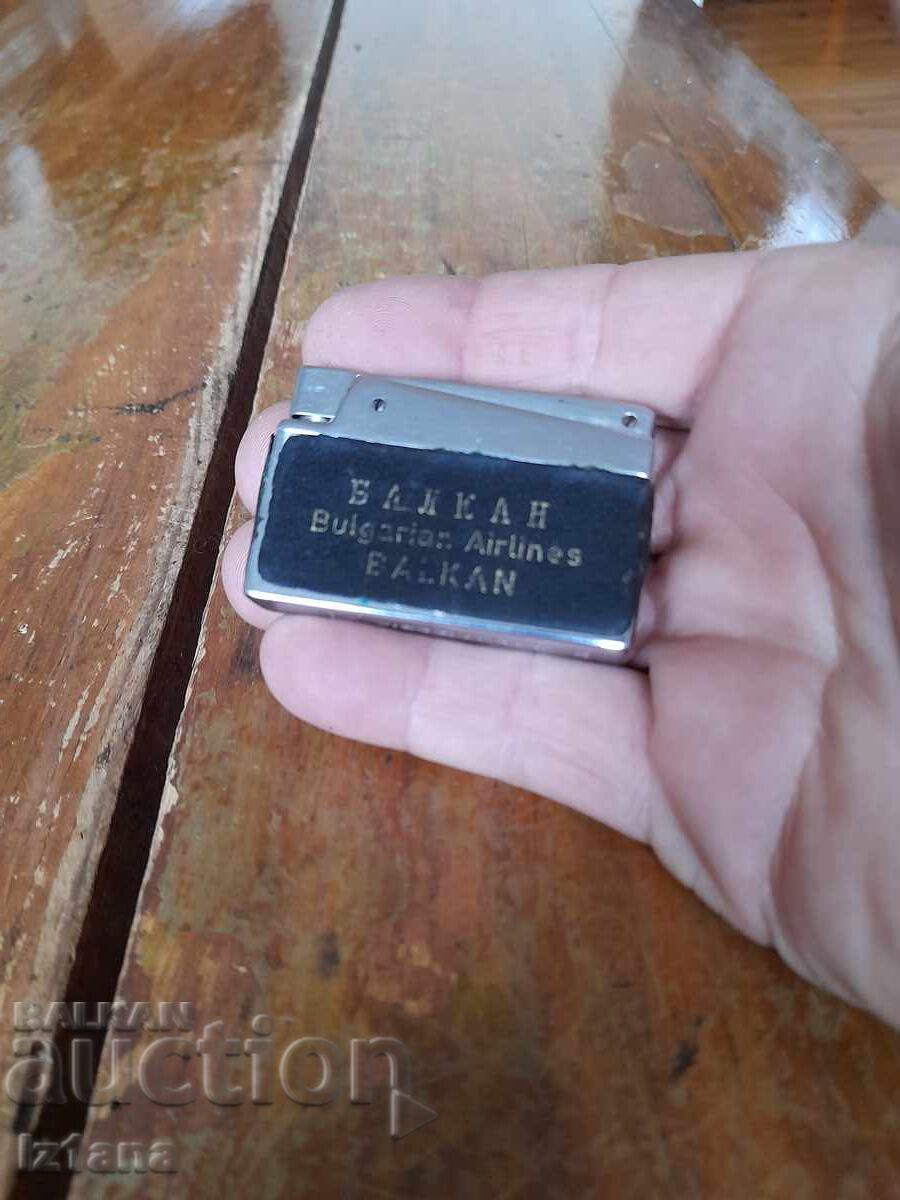 БАЛКАН
Bulgarian Airlines
BALKAN
BALKAN
auction
Iztana